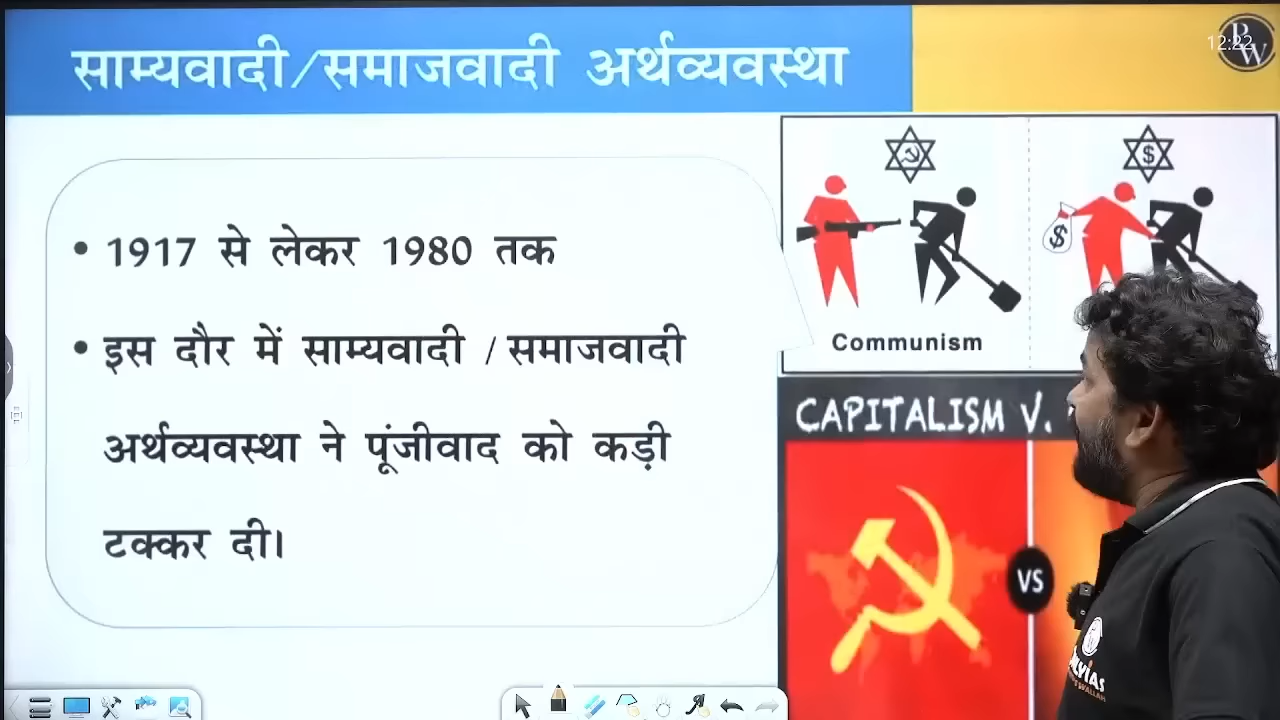 साम्यवादी/समाजवादी अर्थव्यवस्था
PW
12:22
• 1917 से लेकर 1980 तक
• इस दौर में साम्यवादी / समाजवादी
अर्थव्यवस्था ने पूंजीवाद को कड़ी
टक्कर दी।
$
$
Communism
CAPITALISM V.
VS